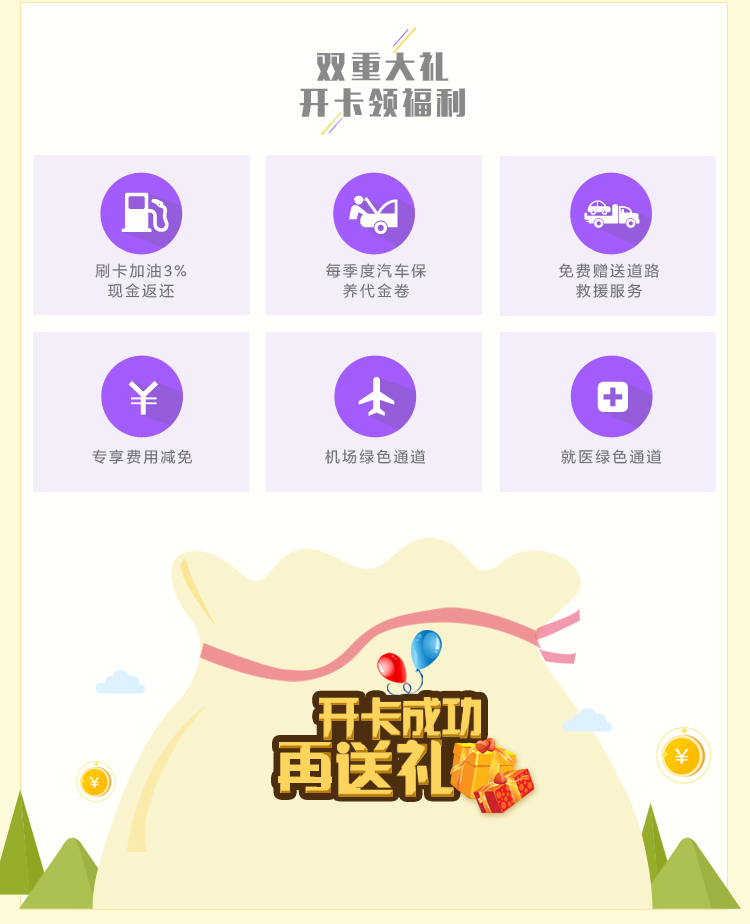 双重大礼
开卡领福利
刷卡加油3%
现金返还
每季度汽车保
养代金卷
免费赠送道路
救援服务
¥
专享费用减免
机场绿色通道
就医绿色通道
开卡成功
再送礼
¥
¥